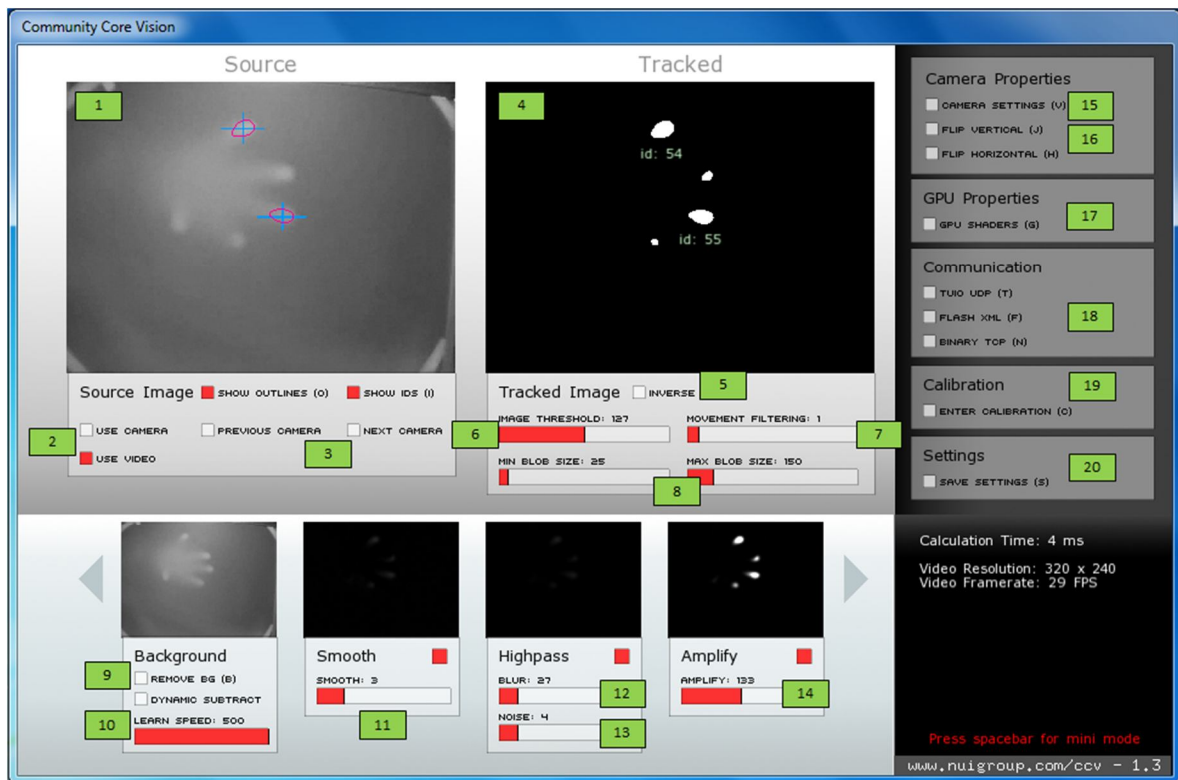 Community Core Vision
Source
Tracked
1
4
id: 54
id: 55
Source Image
SHOW OUTLINES (O)
SHOW IDS (I)
2
USE CAMERA
PREVIOUS CAMERA
NEXT CAMERA
USE VIDEO
3
Tracked Image
INVERSE
5
6
IMAGE THRESHOLD: 127
MOVEMENT FILTERING: 1
7
MIN BLOB SIZE: 25
MAX BLOB SIZE: 150
8
Camera Properties
CAMERA SETTINGS (V)
15
FLIP VERTICAL (J)
16
FLIP HORIZONTAL (H)
GPU Properties
GPU SHADERS (G)
17
Communication
TUIO UDP (T)
FLASH XML (F)
18
BINARY TCP (N)
Calibration
19
ENTER CALIBRATION (C)
Settings
20
SAVE SETTINGS (S)
Background
9
REMOVE BG (B)
DYNAMIC SUBTRACT
10
LEARN SPEED: 500
Smooth
SMOOTH: 3
11
Highpass
BLUR: 27
12
NOISE: 4
13
Amplify
AMPLIFY: 133
14
Calculation Time: 4 ms
Video Resolution: 320 x 240
Video Framerate: 29 FPS
Press spacebar for mini mode
www.nuigroup.com/ccv - 1.3